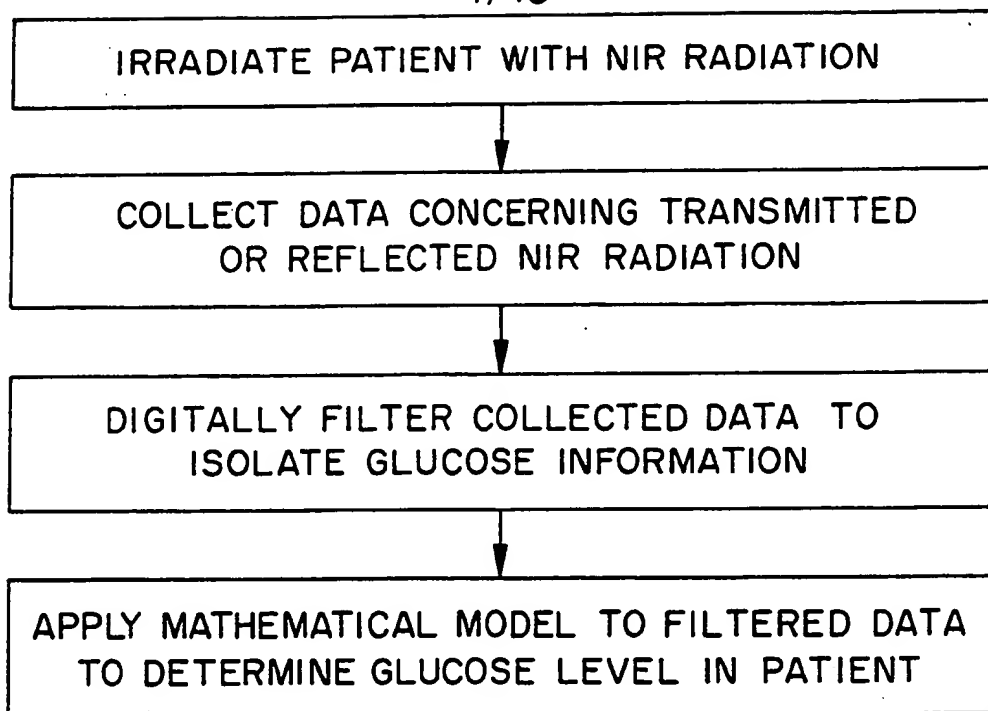 IRRADIATE PATIENT WITH NIR RADIATION
COLLECT DATA CONCERNING TRANSMITTED
OR REFLECTED NIR RADIATION
DIGITALLY FILTER COLLECTED DATA TO
ISOLATE GLUCOSE INFORMATION
APPLY MATHEMATICAL MODEL TO FILTERED DATA
TO DETERMINE GLUCOSE LEVEL IN PATIENT